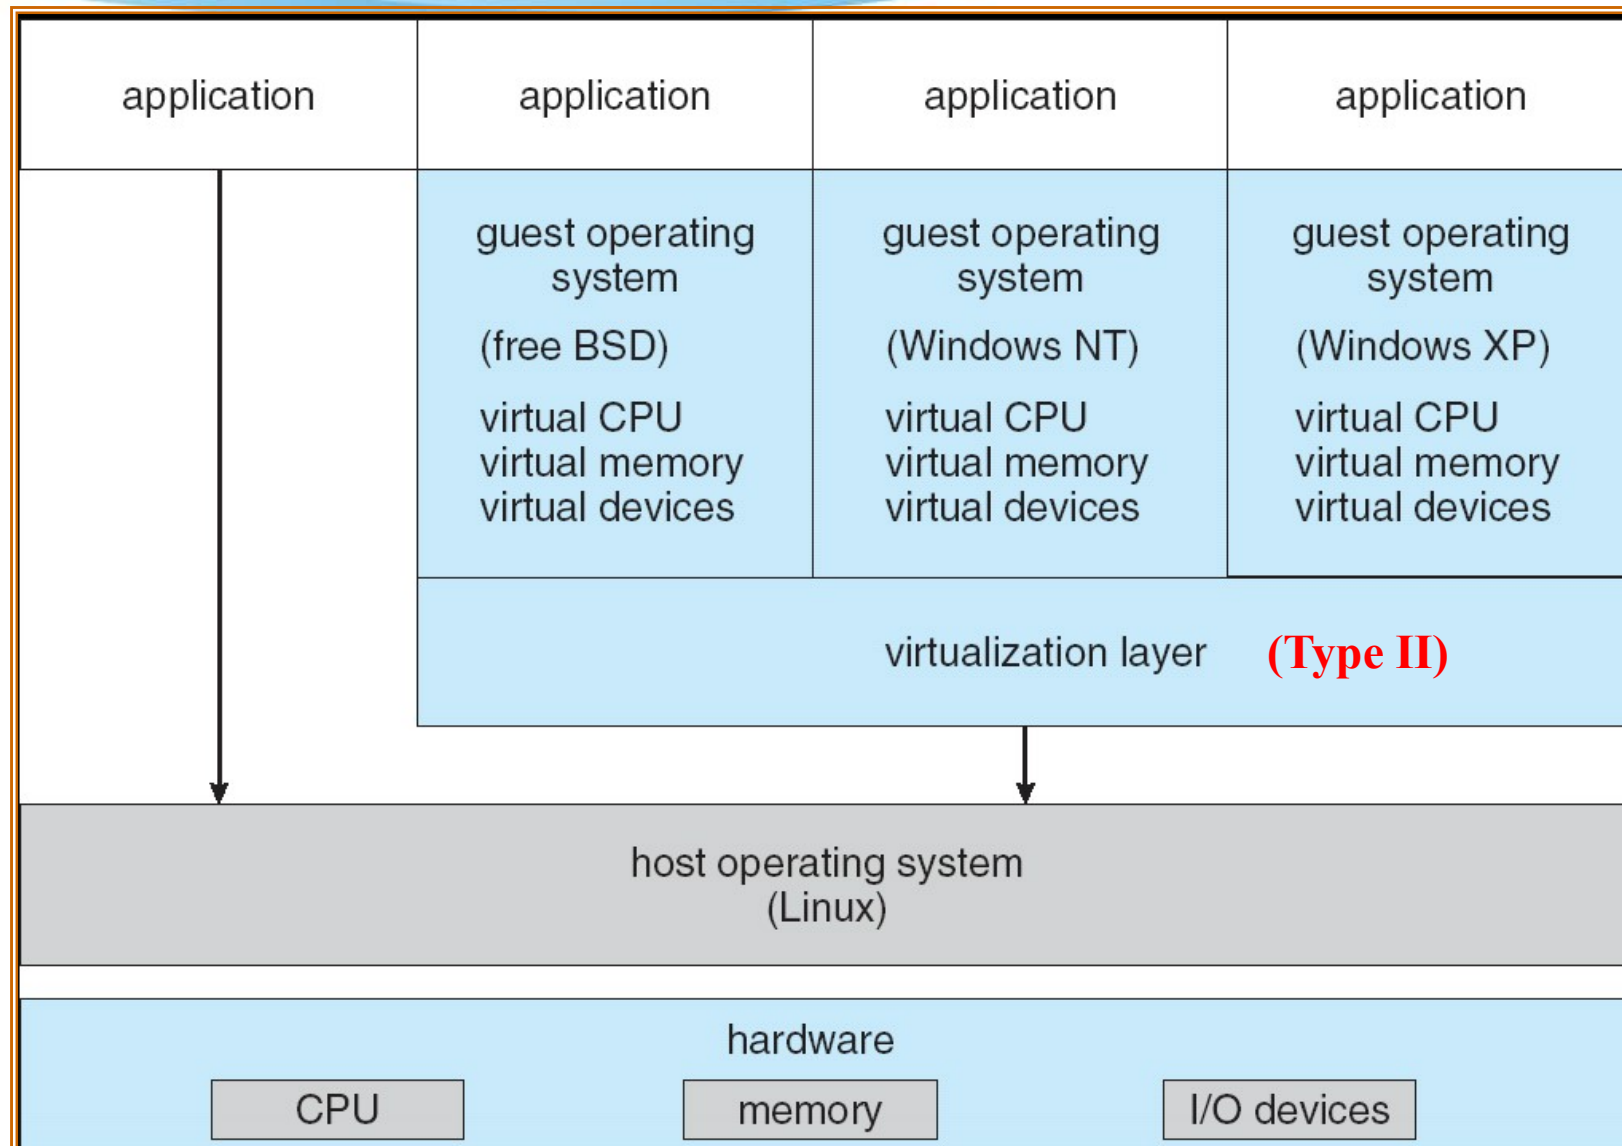 application
application
application
application
guest operating
system
(free BSD)
virtual CPU
virtual memory
virtual devices
guest operating
system
(Windows NT)
virtual CPU
virtual memory
virtual devices
guest operating
system
(Windows XP)
virtual CPU
virtual memory
virtual devices
virtualization layer (Type II)
host operating system
(Linux)
hardware
CPU
memory
I/O devices